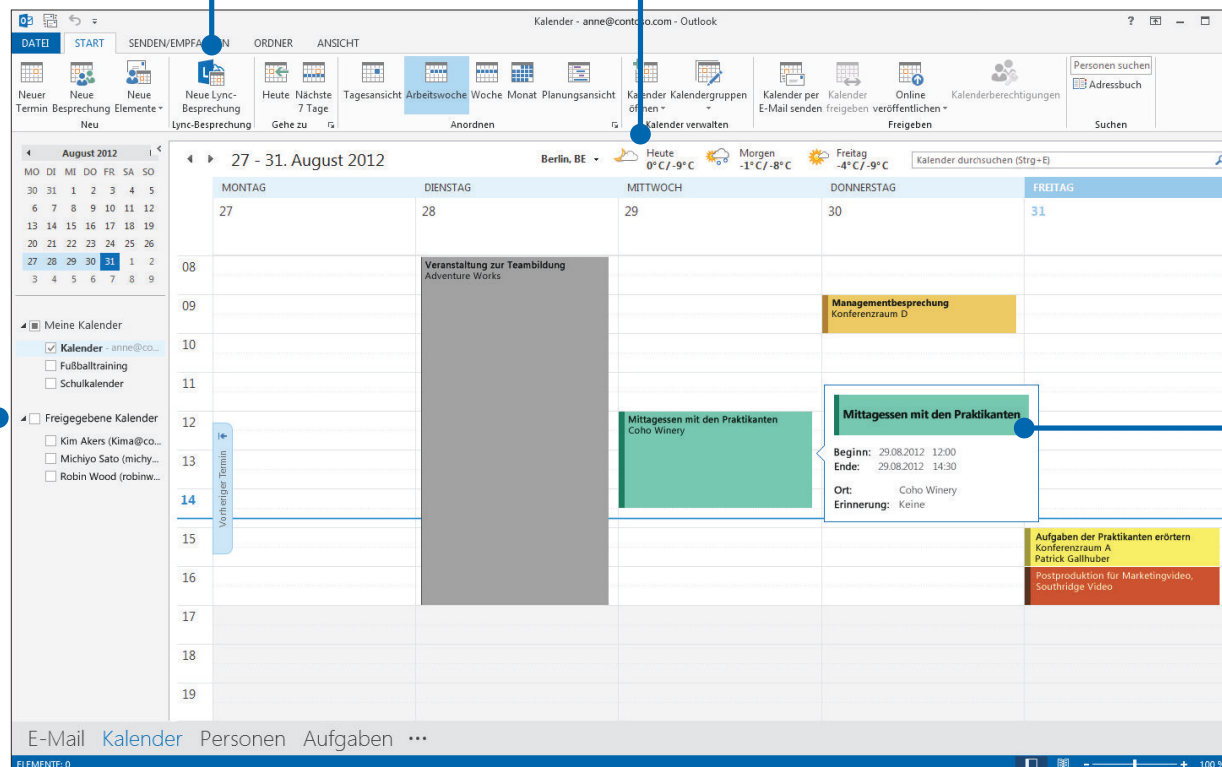 Kalender - anne@contoso.com - Outlook
?
DATEI START SENDEN/EMPFANGEN ORDNER ANSICHT
Neuer Termin
Neue Besprechung
Neue Elemente
Neu
Neue Lync-Besprechung
Lync-Besprechung
Heute
Nächste 7 Tage
Gehe zu
Tagesansicht
Arbeitswoche
Woche
Monat
Planungsansicht
Anordnen
Kalender öffnen
Kalendergruppen
Kalender verwalten
Kalender per E-Mail senden
Kalender freigeben
Online veröffentlichen
Kalenderberechtigungen
Freigeben
Personen suchen
Adressbuch
Suchen
August 2012
MO DI MI DO FR SA SO
30 31 1 2 3 4 5
6 7 8 9 10 11 12
13 14 15 16 17 18 19
20 21 22 23 24 25 26
27 28 29 30 31 1 2
3 4 5 6 7 8 9
Meine Kalender
Kalender - anne@co...
Fußballtraining
Schulkalender
Freigegebene Kalender
Kim Akers (Kima@co...
Michiyo Sato (michy...
Robin Wood (robinw...
27 - 31. August 2012
Berlin, BE
Heute
0°C/-9°C
Morgen
-1°C/-8°C
Freitag
-4°C/-9°C
Kalender durchsuchen (Strg+E)
MONTAG DIENSTAG MITTWOCH DONNERSTAG FREITAG
27 28 29 30 31
08
09
10
11
12
13
14
15
16
17
18
19
Vorheriger Termin
Veranstaltung zur Teambildung
Adventure Works
Mittagessen mit den Praktikanten
Coho Winery
Managementbesprechung
Konferenzraum D
Mittagessen mit den Praktikanten
Beginn: 29.08.2012 12:00
Ende: 29.08.2012 14:30
Ort: Coho Winery
Erinnerung: Keine
Aufgaben der Praktikanten erörtern
Konferenzraum A
Patrick Gallhuber
Postproduktion für Marketingvideo,
Southridge Video
E-Mail Kalender Personen Aufgaben ···
ELEMENTE: 0
100 %